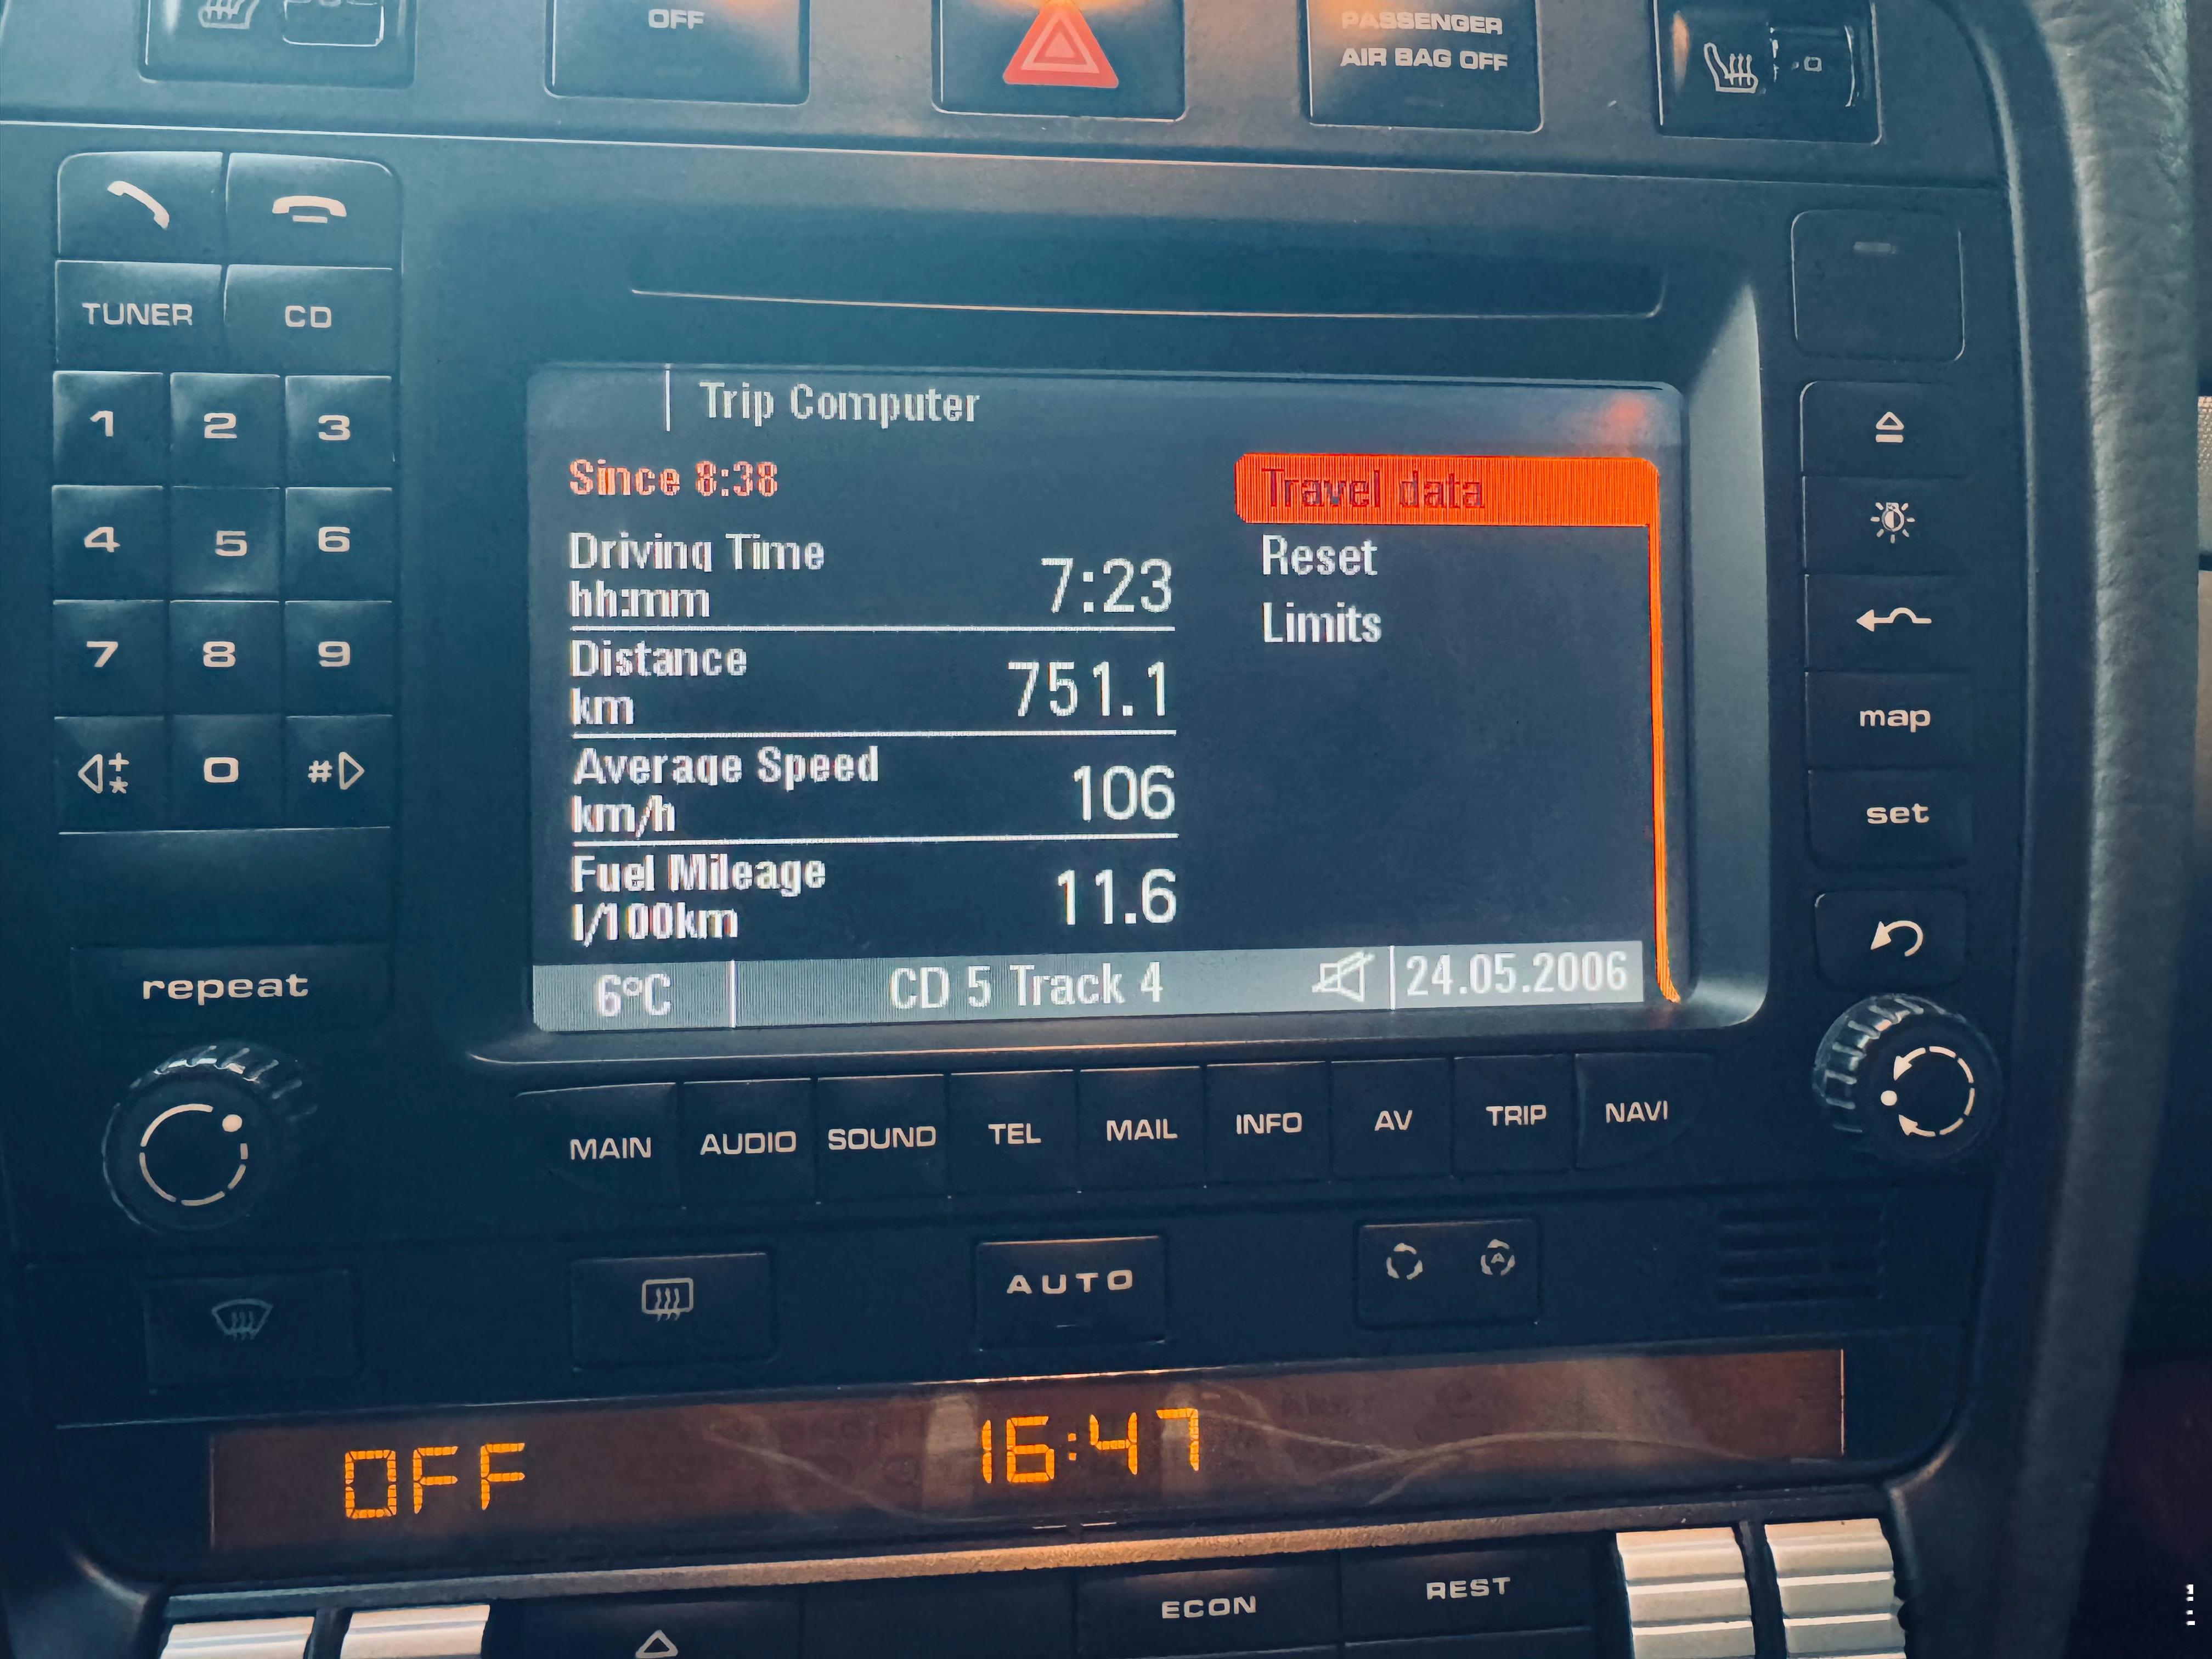 OFF
PASSENGER
AIR BAG OFF
TUNER
CD
1
2
3
4
5
6
7
8
9
0
#
repeat
Trip Computer
Since 8:38
Driving Time
hh:mm
7:23
Distance
km
751.1
Average Speed
km/h
106
Fuel Mileage
l/100km
11.6
Travel data
Reset
Limits
6°C
CD 5 Track 4
24.05.2006
map
set
MAIN
AUDIO
SOUND
TEL
MAIL
INFO
AV
TRIP
NAVI
AUTO
A
OFF
16:47
ECON
REST